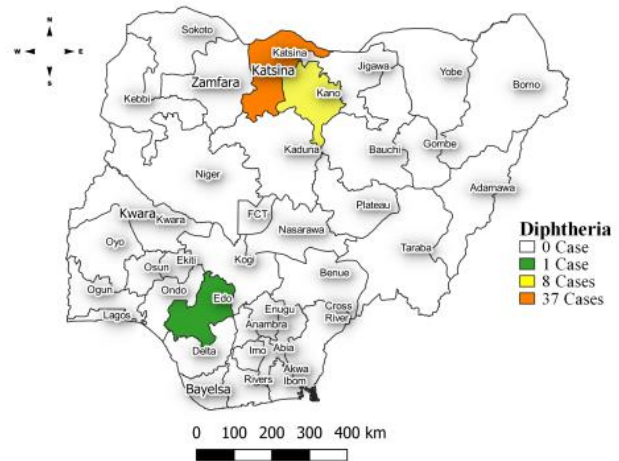 N
W E
S
Sokoto
Katsina
Katsina
Jigawa
Yobe
Borno
Zamfara
Kano
Kebbi
Kaduna
Bauchi
Gombe
Niger
Adamawa
Plateau
Kwara
Kwara
FCT
Nasarawa
Oyo
Taraba
Ekiti
Kogi
Osun
Benue
Ogun
Ondo
Edo
Lagos
Enugu
Cross
River
Anambra
Delta
Imo
Abia
Bayelsa
Rivers
Akwa
Ibom
Diphtheria
0 Case
1 Case
8 Cases
37 Cases
0 100 200 300 400 km